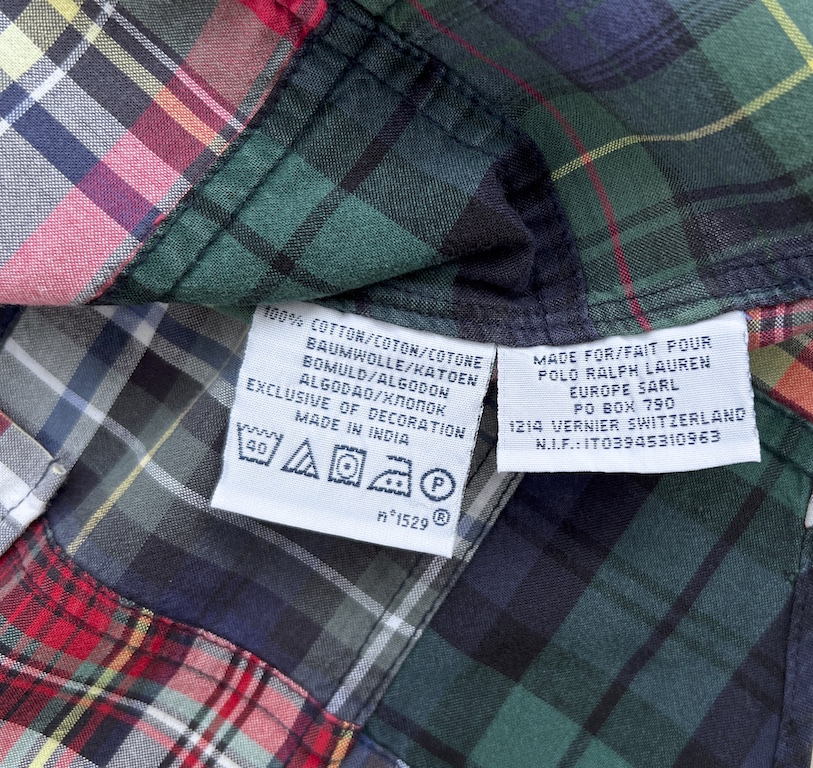 100% COTTON/COTON/COTONE
BAUMWOLLE/KATOEN
BOMULD/ALGODON
ALGODAO/ХЛОПОК
EXCLUSIVE OF DECORATION
MADE IN INDIA
40
P
n°1529®
MADE FOR/FAIT POUR
POLO RALPH LAUREN
EUROPE SARL
PO BOX 790
1214 VERNIER SWITZERLAND
N.I.F.:IT03945310963